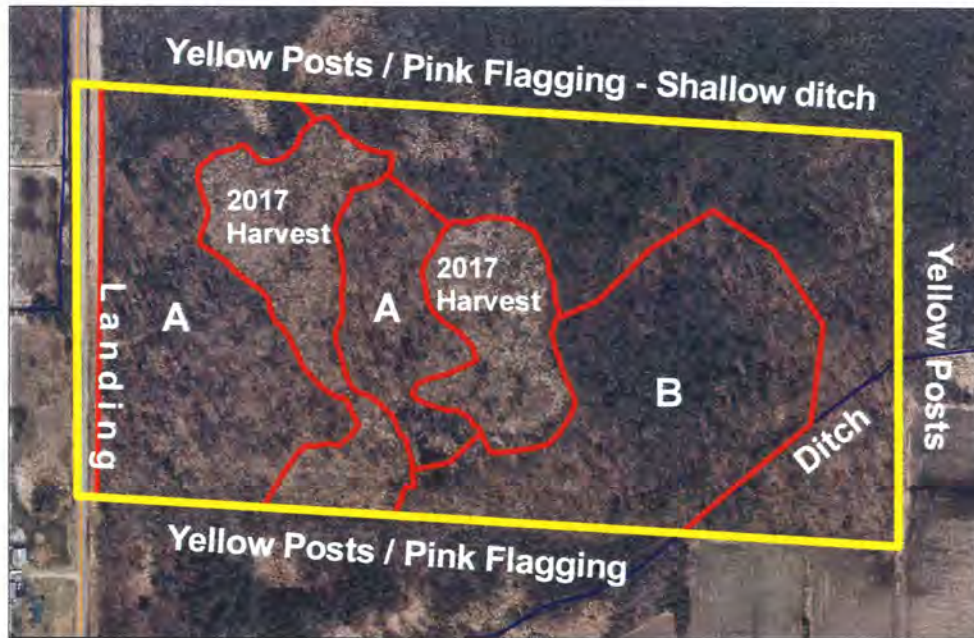 Yellow Posts / Pink Flagging - Shallow ditch
2017
Harvest
2017
Harvest
Landing
A
A
B
Ditch
Yellow Posts
Yellow Posts / Pink Flagging